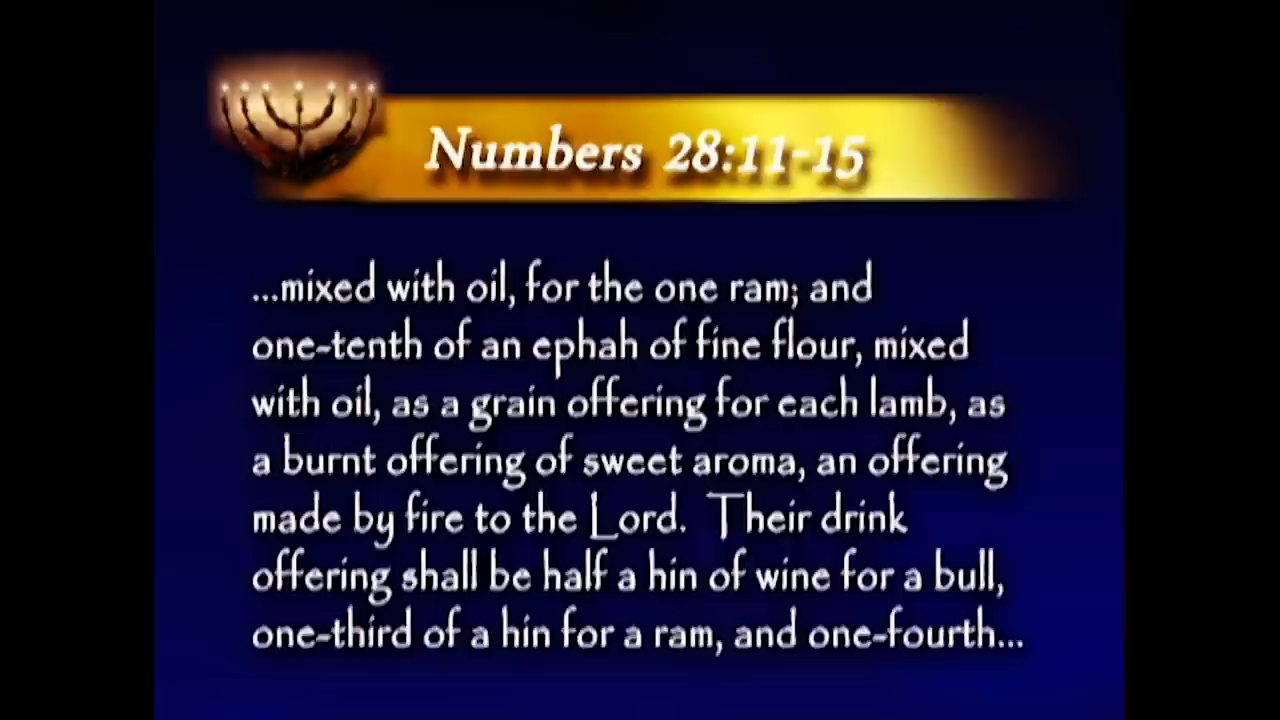 Numbers 28:11-15
...mixed with oil, for the one ram; and
one-tenth of an ephah of fine flour, mixed
with oil, as a grain offering for each lamb, as
a burnt offering of sweet aroma, an offering
made by fire to the Lord. Their drink
offering shall be half a hin of wine for a bull,
one-third of a hin for a ram, and one-fourth...